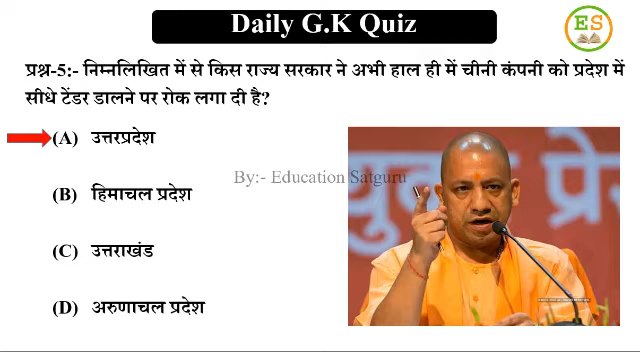 Daily G.K Quiz
ES
प्रश्न-5:- निम्नलिखित में से किस राज्य सरकार ने अभी हाल ही में चीनी कंपनी को प्रदेश में
सीधे टेंडर डालने पर रोक लगा दी है?
(A) उत्तरप्रदेश
By:- Education Satguru
(B) हिमाचल प्रदेश
(C) उत्तराखंड
(D) अरुणाचल प्रदेश